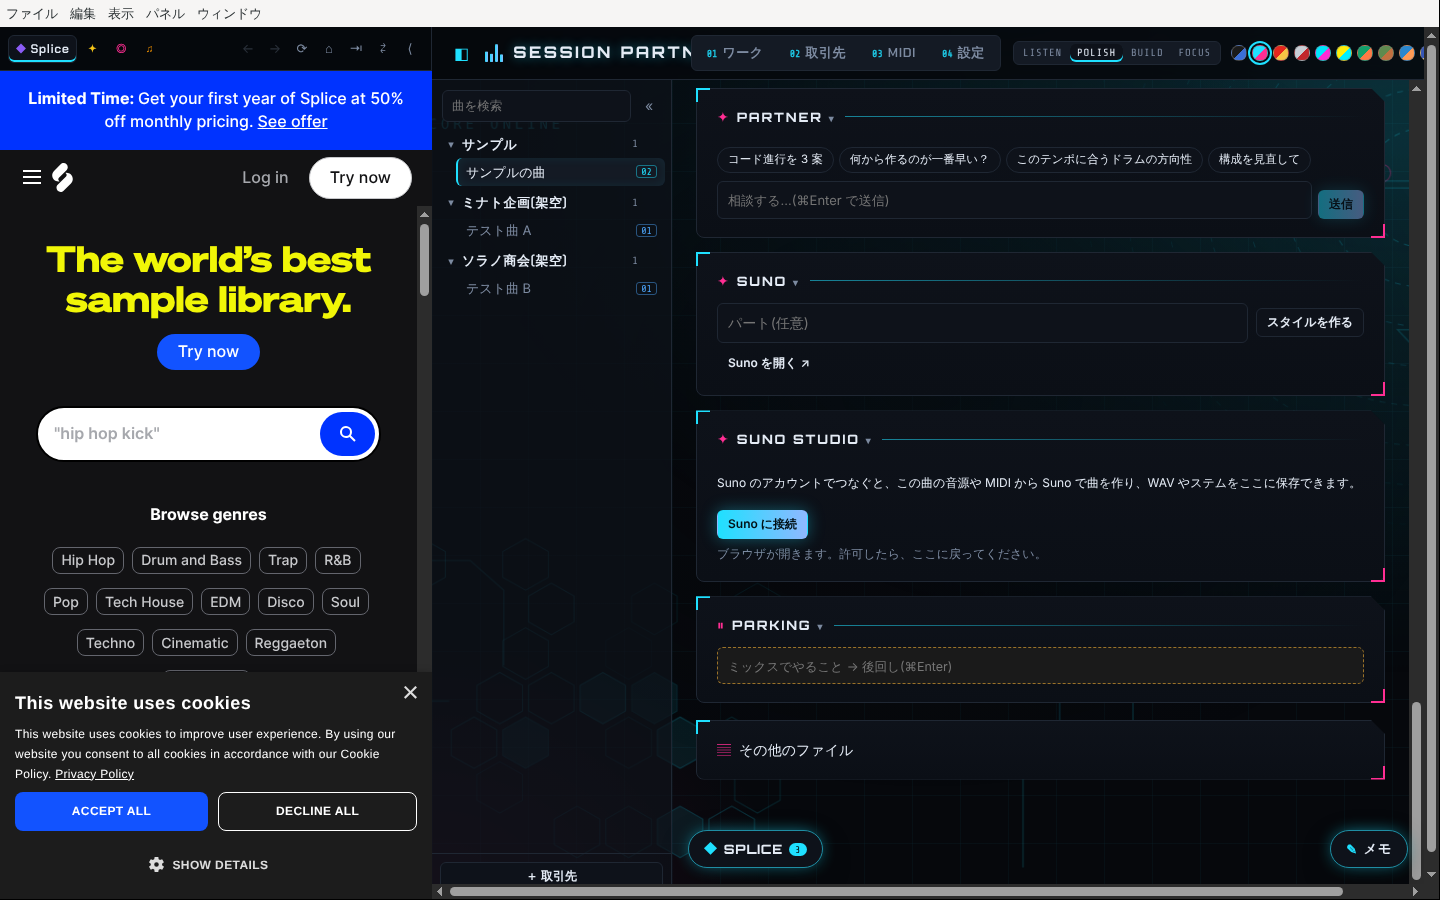 ファイル 編集 表示 パネル ウィンドウ
Splice
Limited Time: Get your first year of Splice at 50%
off monthly pricing. See offer
Log in
Try now
The world's best
sample library.
Try now
"hip hop kick"
Browse genres
Hip Hop
Drum and Bass
Trap
R&B
Pop
Tech House
EDM
Disco
Soul
Techno
Cinematic
Reggaeton
This website uses cookies
This website uses cookies to improve user experience. By using our
website you consent to all cookies in accordance with our Cookie
Policy. Privacy Policy
ACCEPT ALL
DECLINE ALL
SHOW DETAILS
SESSION PARTN
01 ワーク
02 取引先
03 MIDI
04 設定
LISTEN
POLISH
BUILD
FOCUS
曲を検索
ONLINE
サンプル 1
サンプルの曲 02
ミナト企画(架空) 1
テスト曲 A 01
ソラノ商会(架空) 1
テスト曲 B 01
+ 取引先
PARTNER
コード進行を 3 案
何から作るのが一番早い？
このテンポに合うドラムの方向性
構成を見直して
相談する...(⌘Enter で送信)
送信
SUNO
パート(任意)
スタイルを作る
Suno を開く ↗
SUNO STUDIO
Suno のアカウントでつなぐと、この曲の音源や MIDI から Suno で曲を作り、WAV やステムをここに保存できます。
Suno に接続
ブラウザが開きます。許可したら、ここに戻ってください。
PARKING
ミックスでやること → 後回し(⌘Enter)
その他のファイル
SPLICE 3
メモ